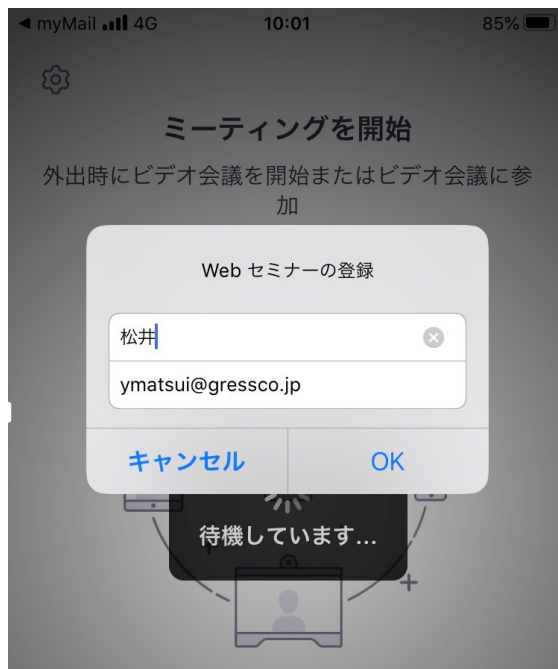 ◀ myMail 4G 10:01 85%
ミーティングを開始
外出時にビデオ会議を開始またはビデオ会議に参
加
Web セミナーの登録
松井
ymatsui@gressco.jp
キャンセル OK
待機しています...